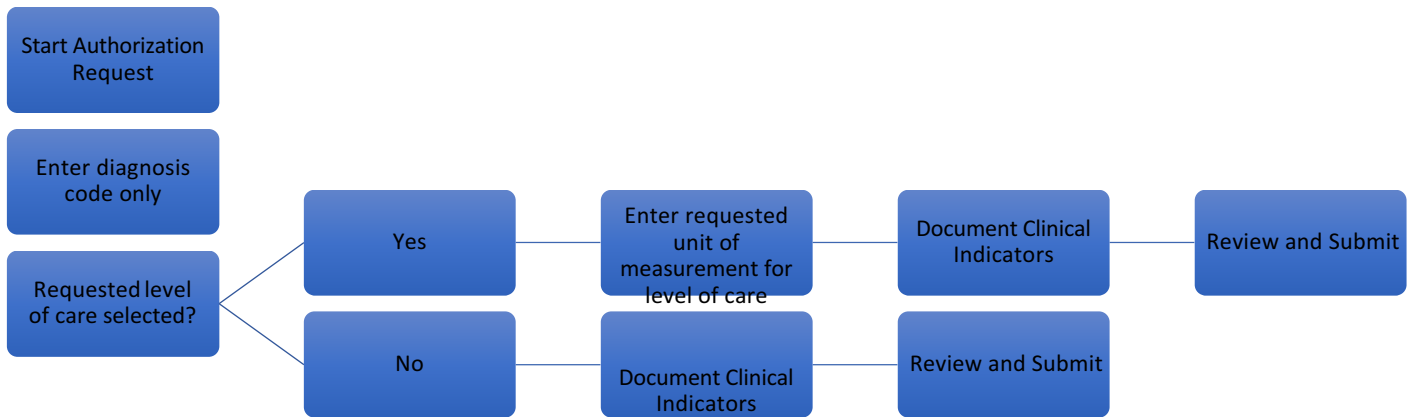 Start Authorization
Request
Enter diagnosis
code only
Requested level
of care selected?
Yes
Enter requested
unit of
measurement for
level of care
Document Clinical
Indicators
Review and Submit
No
Document Clinical
Indicators
Review and Submit